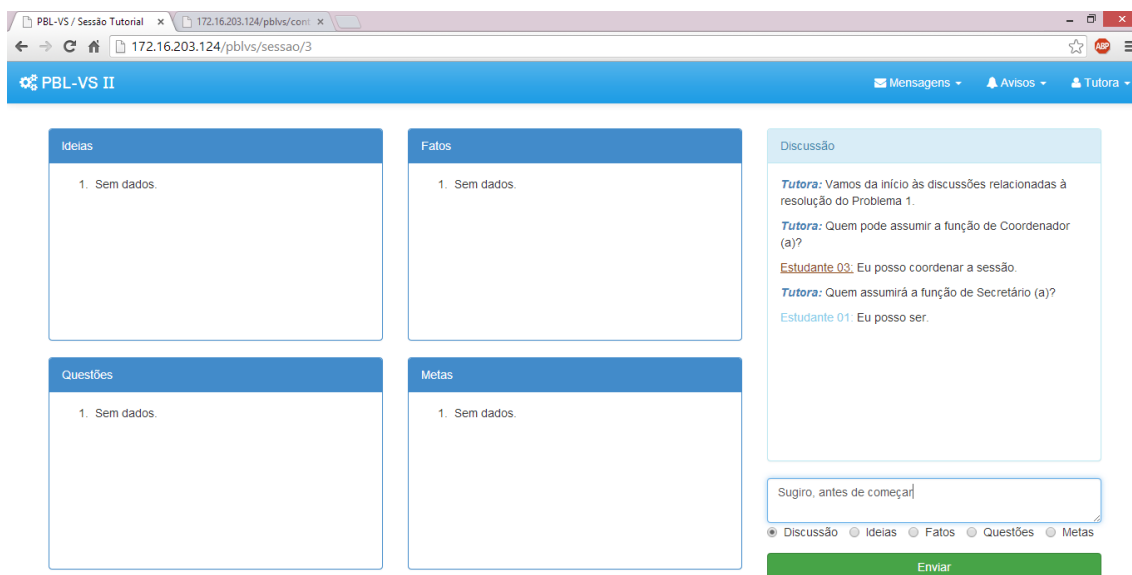 PBL-VS / Sessão Tutorial
172.16.203.124/pblvs/cont
172.16.203.124/pblvs/sessao/3
ABP
PBL-VS II
Mensagens
Avisos
Tutora
Ideias
1. Sem dados.
Fatos
1. Sem dados.
Discussão
Tutora: Vamos da início às discussões relacionadas à
resolução do Problema 1.
Tutora: Quem pode assumir a função de Coordenador
(a)?
Estudante 03: Eu posso coordenar a sessão.
Tutora: Quem assumirá a função de Secretário (a)?
Estudante 01: Eu posso ser.
Questões
1. Sem dados.
Metas
1. Sem dados.
Sugiro, antes de começar
Discussão Ideias Fatos Questões Metas
Enviar